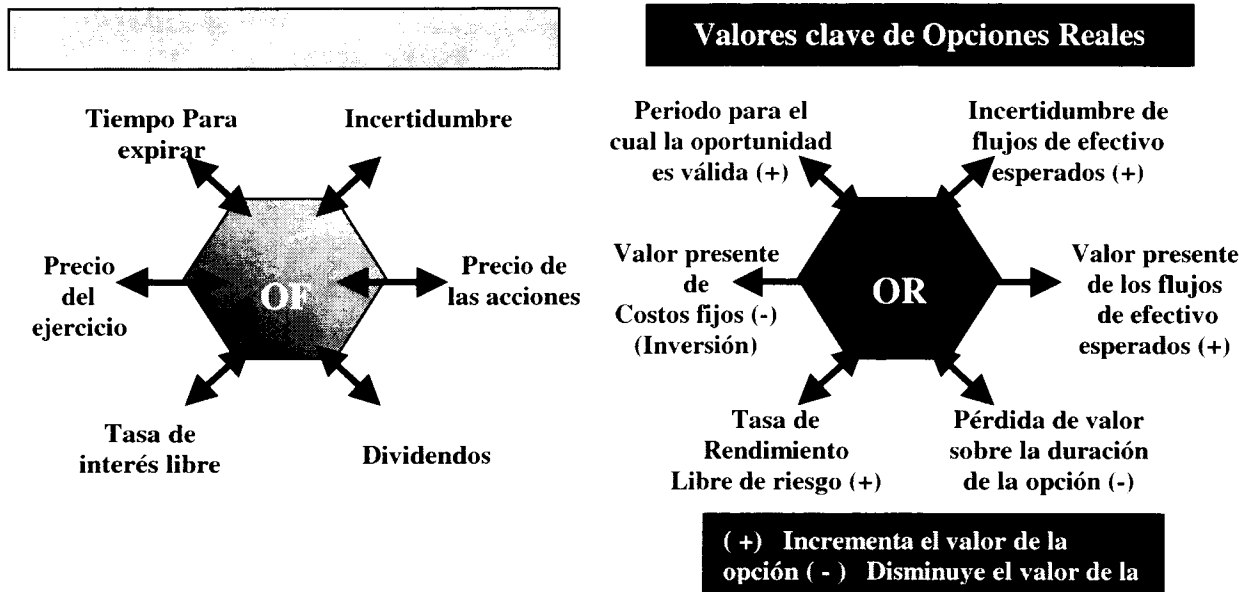 Valores clave de Opciones Reales
Tiempo Para
expirar
Incertidumbre
Precio
del
ejercicio
OF
Precio de
las acciones
Tasa de
interés libre
Dividendos
Periodo para el
cual la oportunidad
es válida (+)
Incertidumbre de
flujos de efectivo
esperados (+)
Valor presente
de
Costos fijos (-)
(Inversión)
OR
Valor presente
de los flujos
de efectivo
esperados (+)
Tasa de
Rendimiento
Libre de riesgo (+)
Pérdida de valor
sobre la duración
de la opción (-)
( +) Incrementa el valor de la
opción ( - ) Disminuye el valor de la